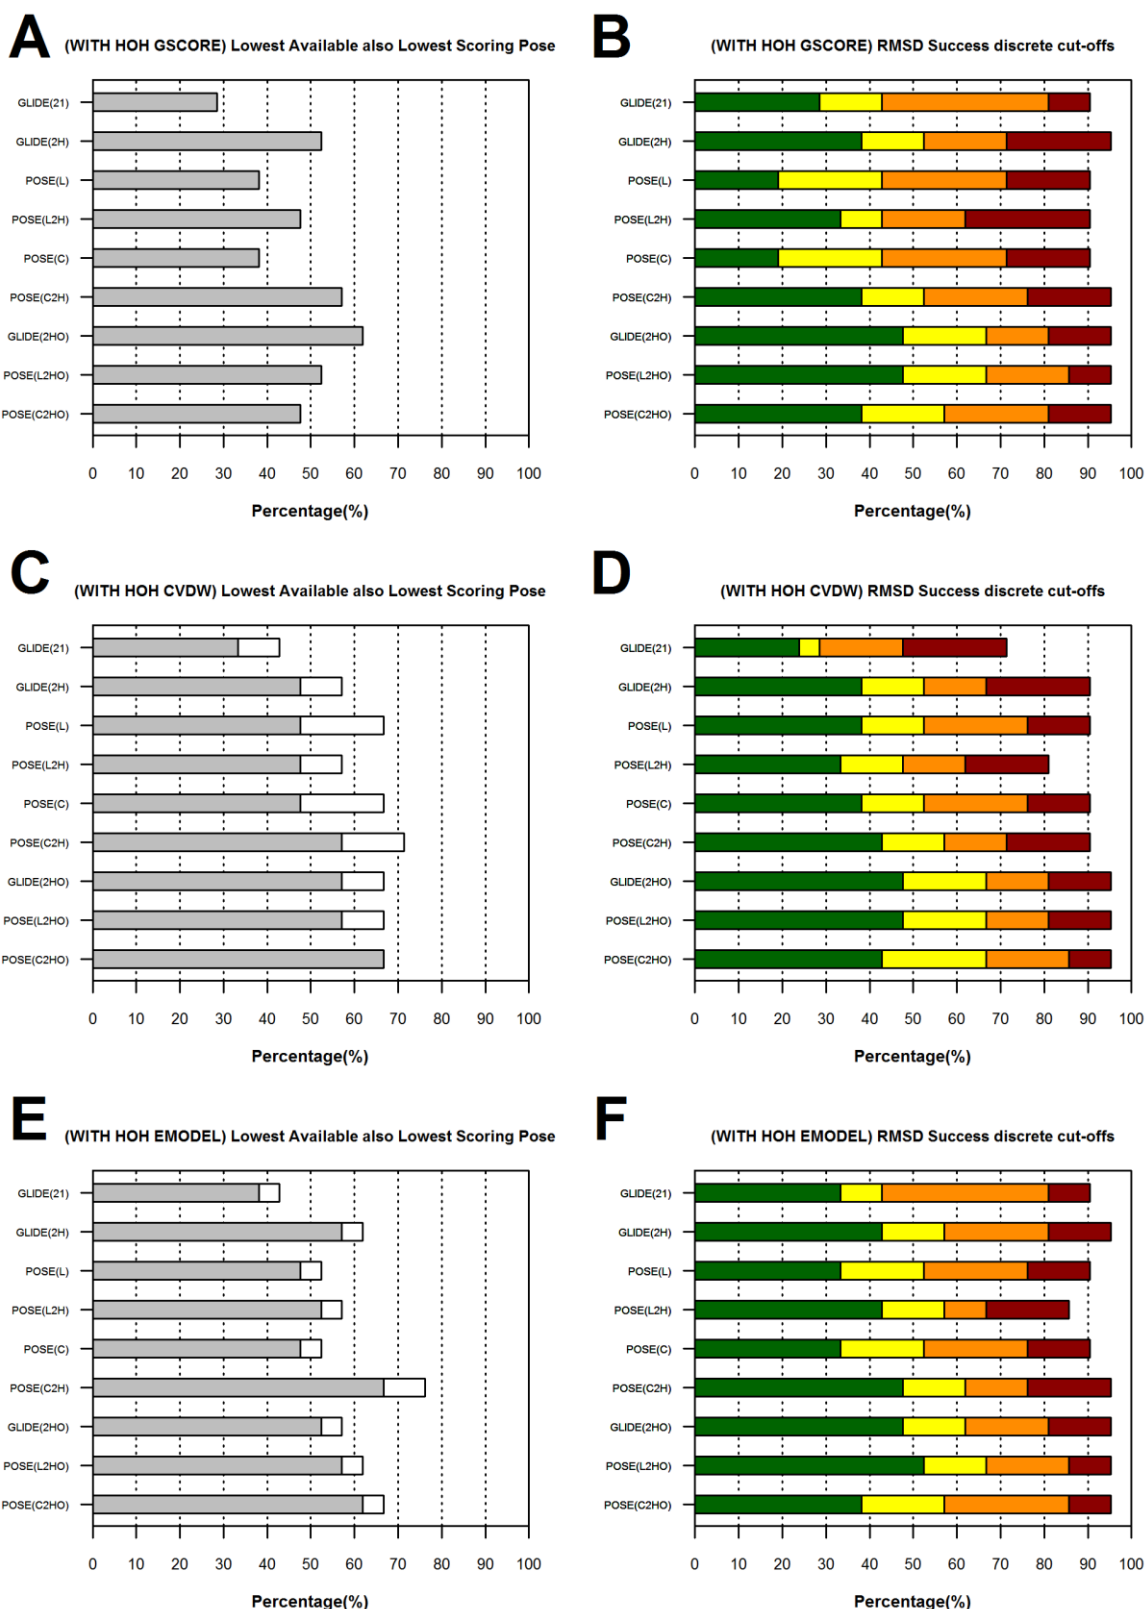 A (WITH HOH GSCORE) Lowest Available also Lowest Scoring Pose
GLIDE(21)
GLIDE(2H)
POSE(L)
POSE(L2H)
POSE(C)
POSE(C2H)
GLIDE(2HO)
POSE(L2HO)
POSE(C2HO)
0 10 20 30 40 50 60 70 80 90 100
Percentage(%)
B (WITH HOH GSCORE) RMSD Success discrete cut-offs
GLIDE(21)
GLIDE(2H)
POSE(L)
POSE(L2H)
POSE(C)
POSE(C2H)
GLIDE(2HO)
POSE(L2HO)
POSE(C2HO)
0 10 20 30 40 50 60 70 80 90 100
Percentage(%)
C (WITH HOH CVDW) Lowest Available also Lowest Scoring Pose
GLIDE(21)
GLIDE(2H)
POSE(L)
POSE(L2H)
POSE(C)
POSE(C2H)
GLIDE(2HO)
POSE(L2HO)
POSE(C2HO)
0 10 20 30 40 50 60 70 80 90 100
Percentage(%)
D (WITH HOH CVDW) RMSD Success discrete cut-offs
GLIDE(21)
GLIDE(2H)
POSE(L)
POSE(L2H)
POSE(C)
POSE(C2H)
GLIDE(2HO)
POSE(L2HO)
POSE(C2HO)
0 10 20 30 40 50 60 70 80 90 100
Percentage(%)
E (WITH HOH EMODEL) Lowest Available also Lowest Scoring Pose
GLIDE(21)
GLIDE(2H)
POSE(L)
POSE(L2H)
POSE(C)
POSE(C2H)
GLIDE(2HO)
POSE(L2HO)
POSE(C2HO)
0 10 20 30 40 50 60 70 80 90 100
Percentage(%)
F (WITH HOH EMODEL) RMSD Success discrete cut-offs
GLIDE(21)
GLIDE(2H)
POSE(L)
POSE(L2H)
POSE(C)
POSE(C2H)
GLIDE(2HO)
POSE(L2HO)
POSE(C2HO)
0 10 20 30 40 50 60 70 80 90 100
Percentage(%)